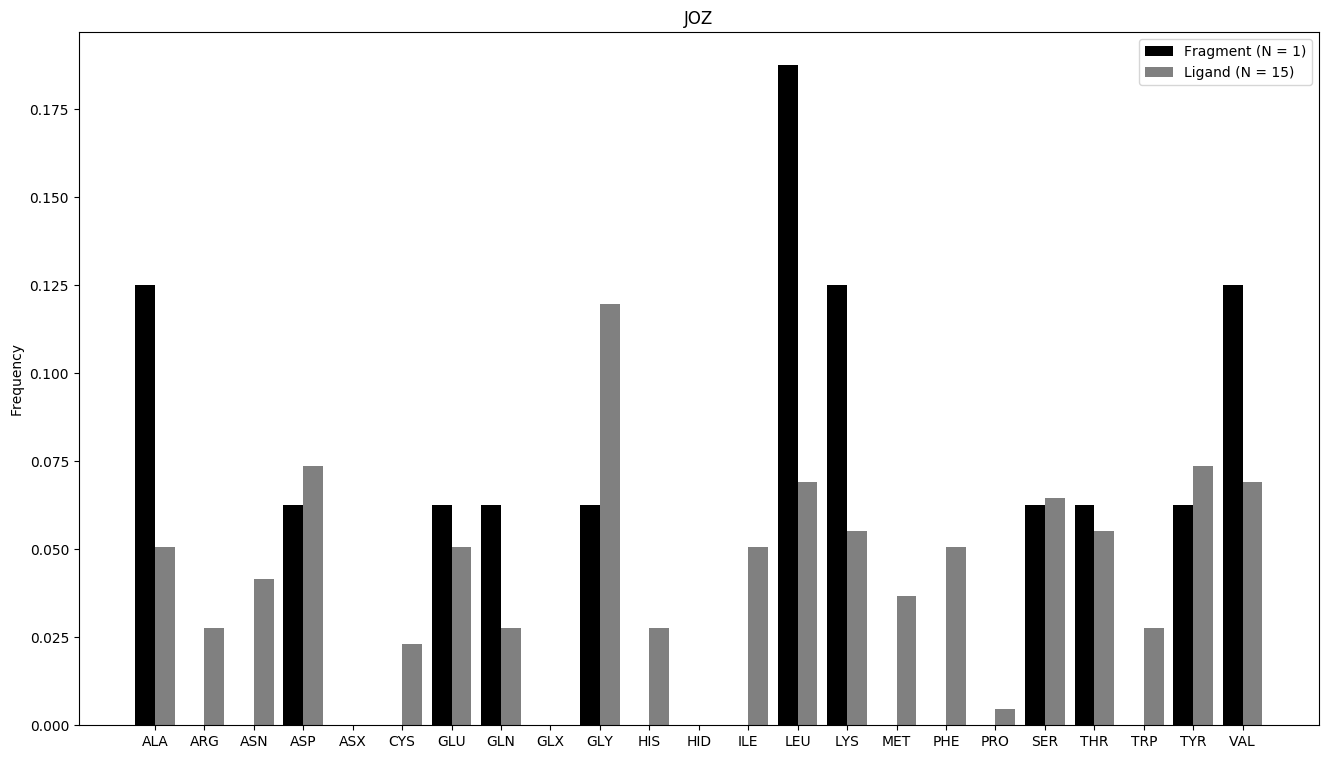 JOZ
Fragment (N = 1)
Ligand (N = 15)
Frequency
0.175
0.150
0.125
0.100
0.075
0.050
0.025
0.000
ALA ARG ASN ASP ASX CYS GLU GLN GLX GLY HIS HID ILE LEU LYS MET PHE PRO SER THR TRP TYR VAL